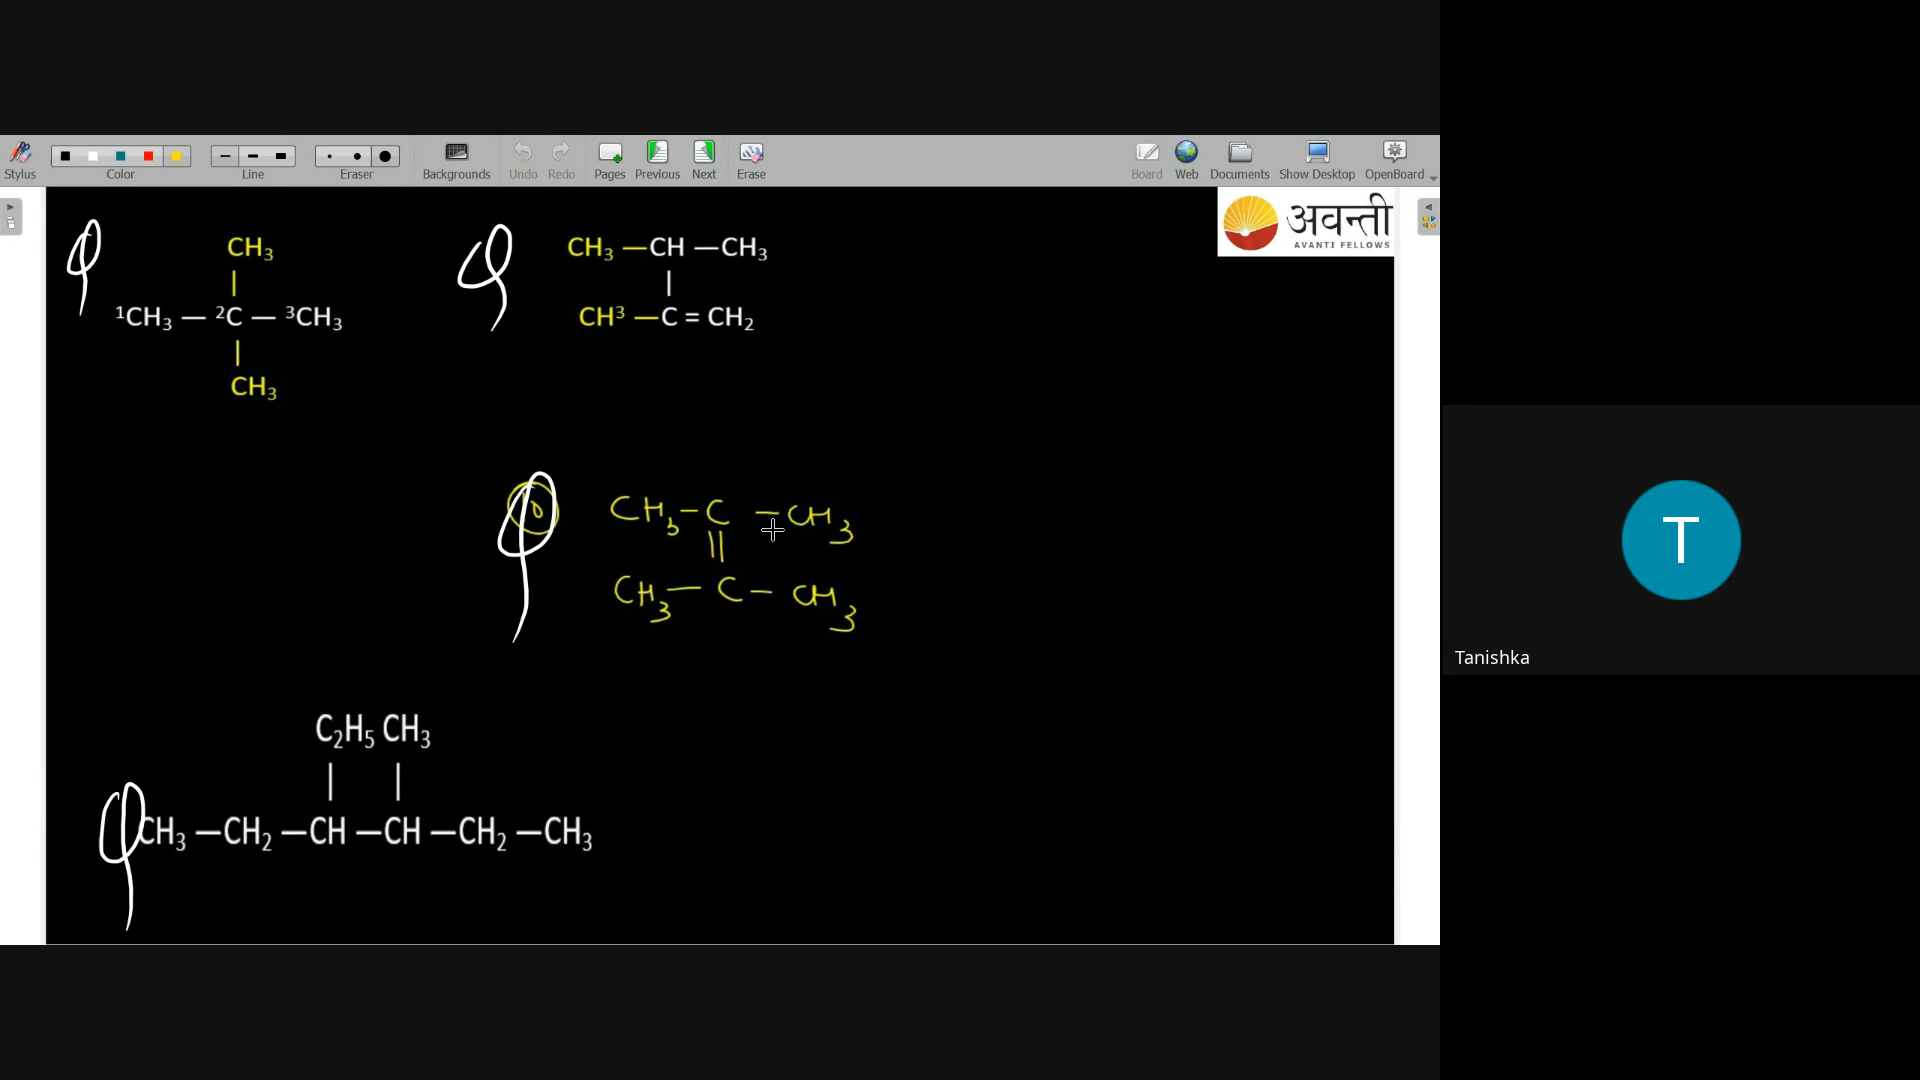 Stylus Color Line Eraser Backgrounds Undo Redo Pages Previous Next Erase Board Web Documents Show Desktop OpenBoard
अवन्ती
AVANTI FELLOWS
Q
CH₃
|
¹CH₃ — ²C — ³CH₃
|
CH₃
Q
CH₃ —CH —CH₃
|
CH³ —C = CH₂
Q
CH₃ – C – CH₃
||
CH₃ – C – CH₃
T
Tanishka
C₂H₅ CH₃
| |
Q CH₃ —CH₂ —CH —CH —CH₂ —CH₃